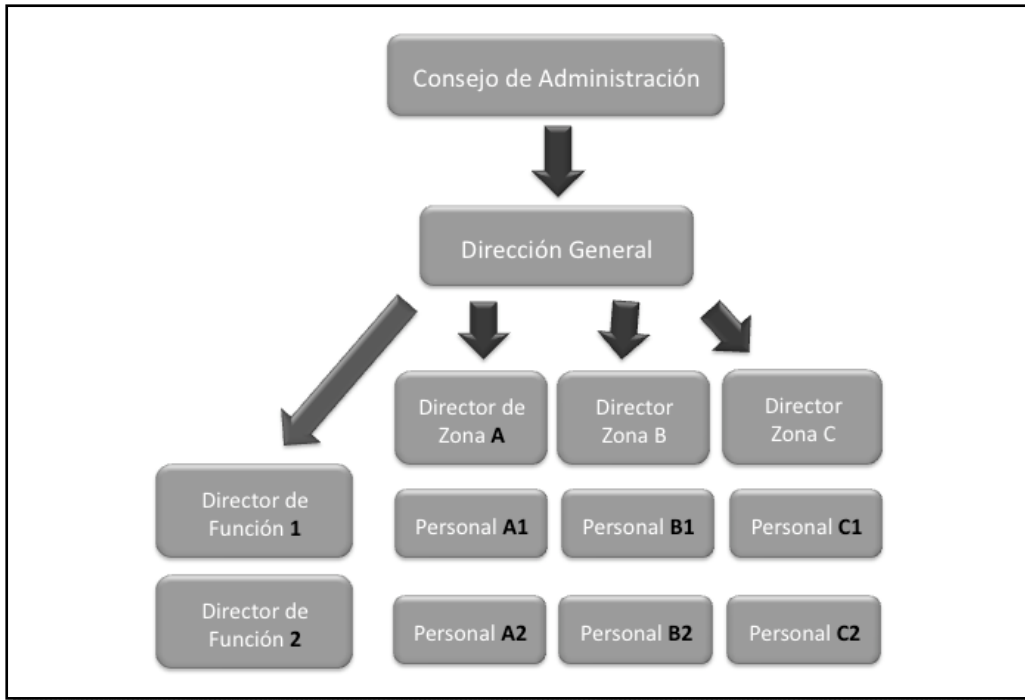 Consejo de Administración
Dirección General
Director de
Zona A
Director
Zona B
Director
Zona C
Director de
Función 1
Personal A1
Personal B1
Personal C1
Director de
Función 2
Personal A2
Personal B2
Personal C2